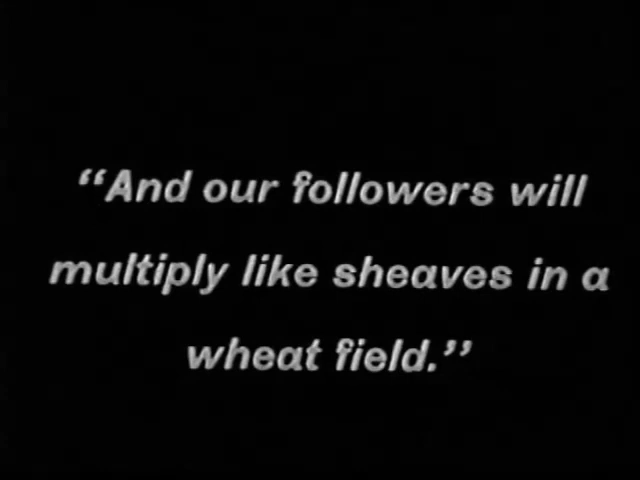 “And our followers will
multiply like sheaves in a
wheat field.”